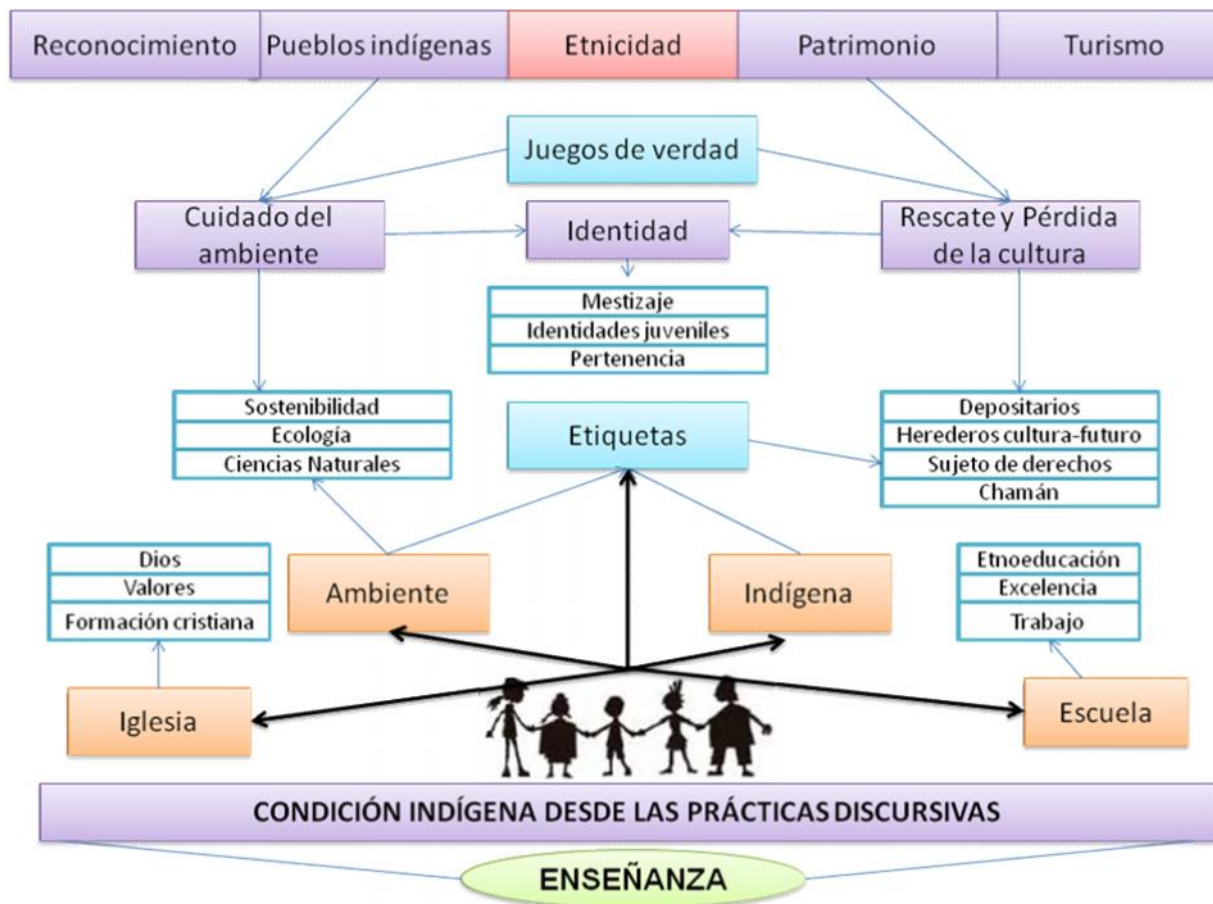 Reconocimiento
Pueblos indígenas
Etnicidad
Patrimonio
Turismo
Juegos de verdad
Cuidado del
ambiente
Identidad
Rescate y Pérdida
de la cultura
Mestizaje
Identidades juveniles
Pertenencia
Sostenibilidad
Ecología
Ciencias Naturales
Etiquetas
Depositarios
Herederos cultura-futuro
Sujeto de derechos
Chamán
Dios
Valores
Formación cristiana
Ambiente
Indígena
Etnoeducación
Excelencia
Trabajo
Iglesia
Escuela
CONDICIÓN INDÍGENA DESDE LAS PRÁCTICAS DISCURSIVAS
ENSEÑANZA